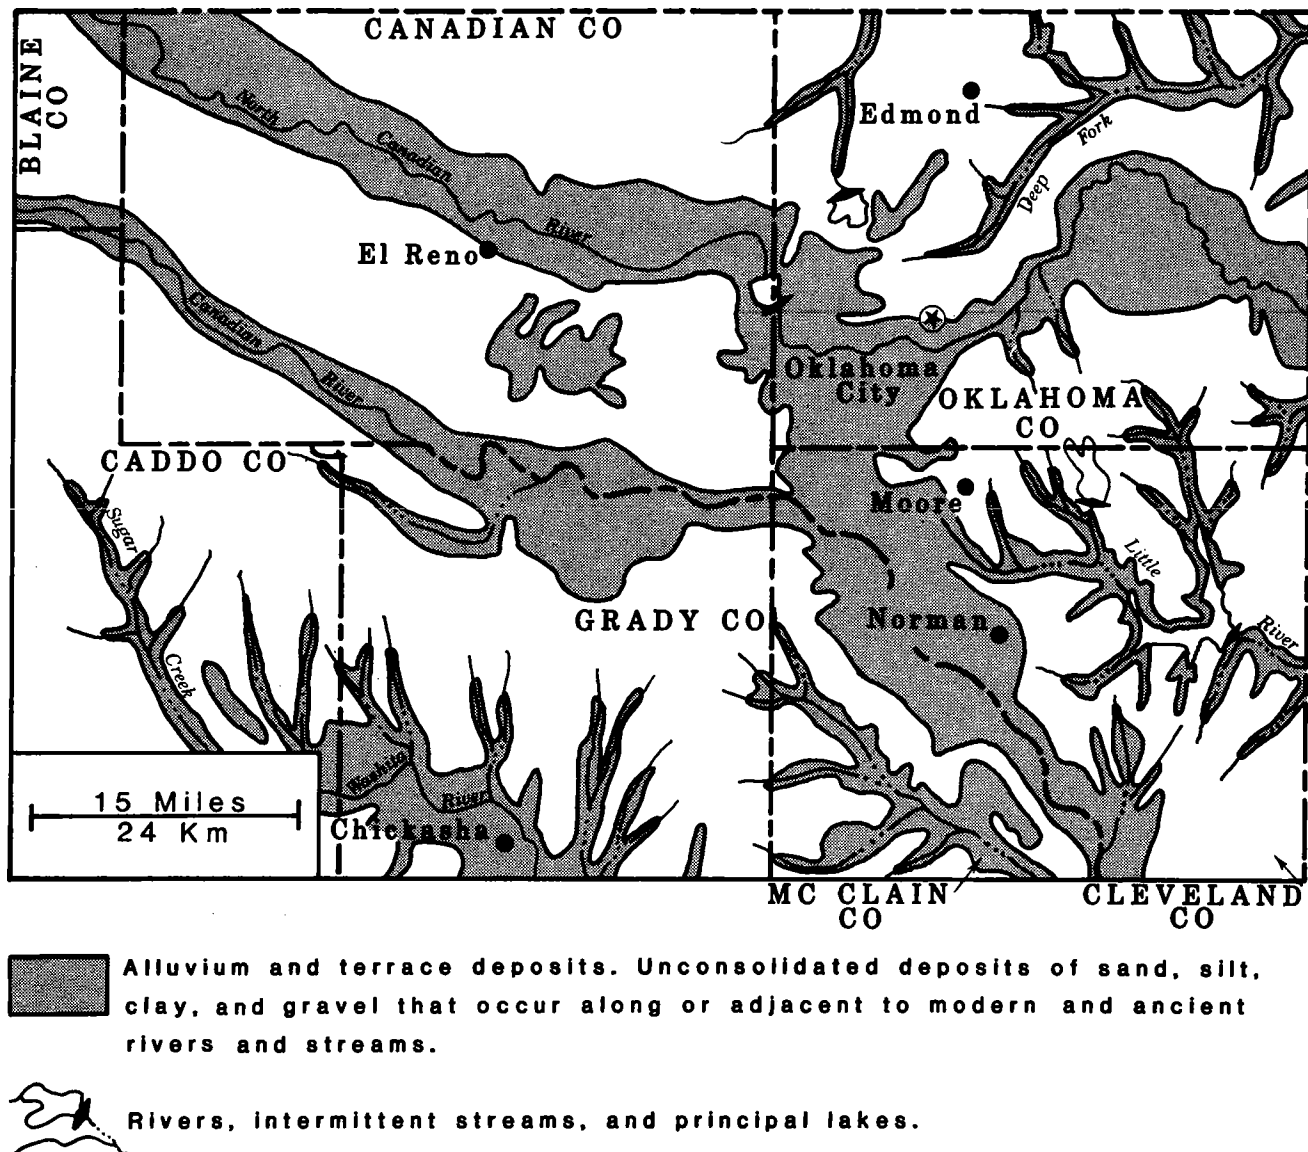 CANADIAN CO
BLAINE
CO
North
Canadian
River
Edmond
Fork
Deep
El Reno
Canadian
River
Oklahoma
City
OKLAHOMA
CO
CADDO CO
Moore
Sugar
Creek
Little
River
GRADY CO
Norman
Washita
River
Chickasha
15 Miles
24 Km
MC CLAIN
CO
CLEVELAND
CO
Alluvium and terrace deposits. Unconsolidated deposits of sand, silt,
clay, and gravel that occur along or adjacent to modern and ancient
rivers and streams.
Rivers, intermittent streams, and principal lakes.